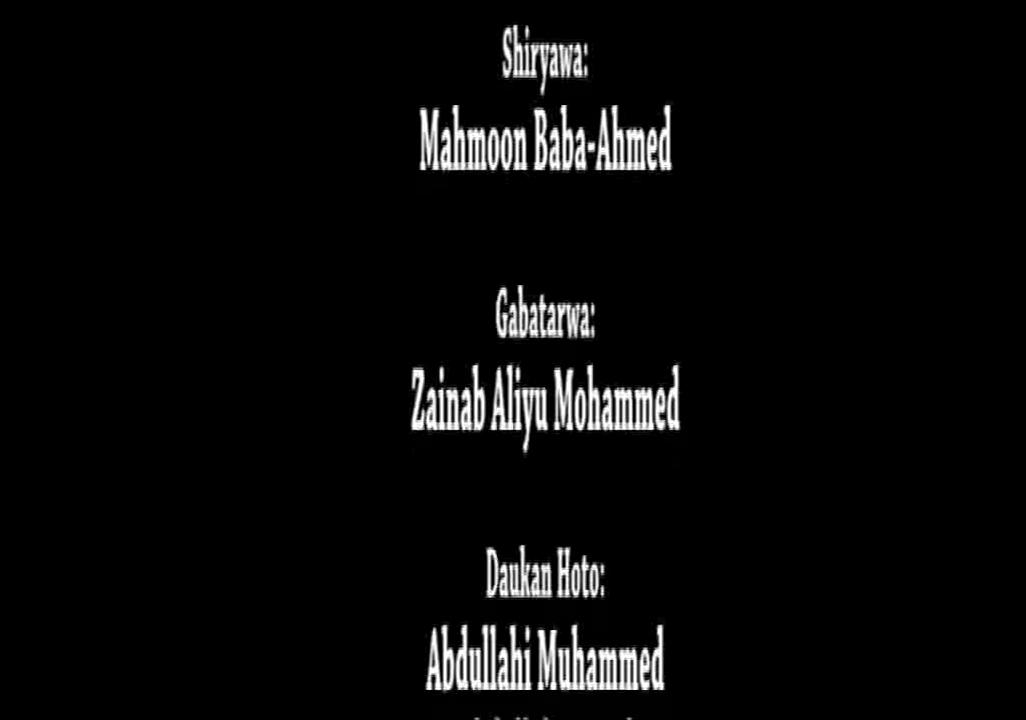 Shiryawa:
Mahmoon Baba-Ahmed
Gabatarwa:
Zainab Aliyu Mohammed
Daukan Hoto:
Abdullahi Muhammed